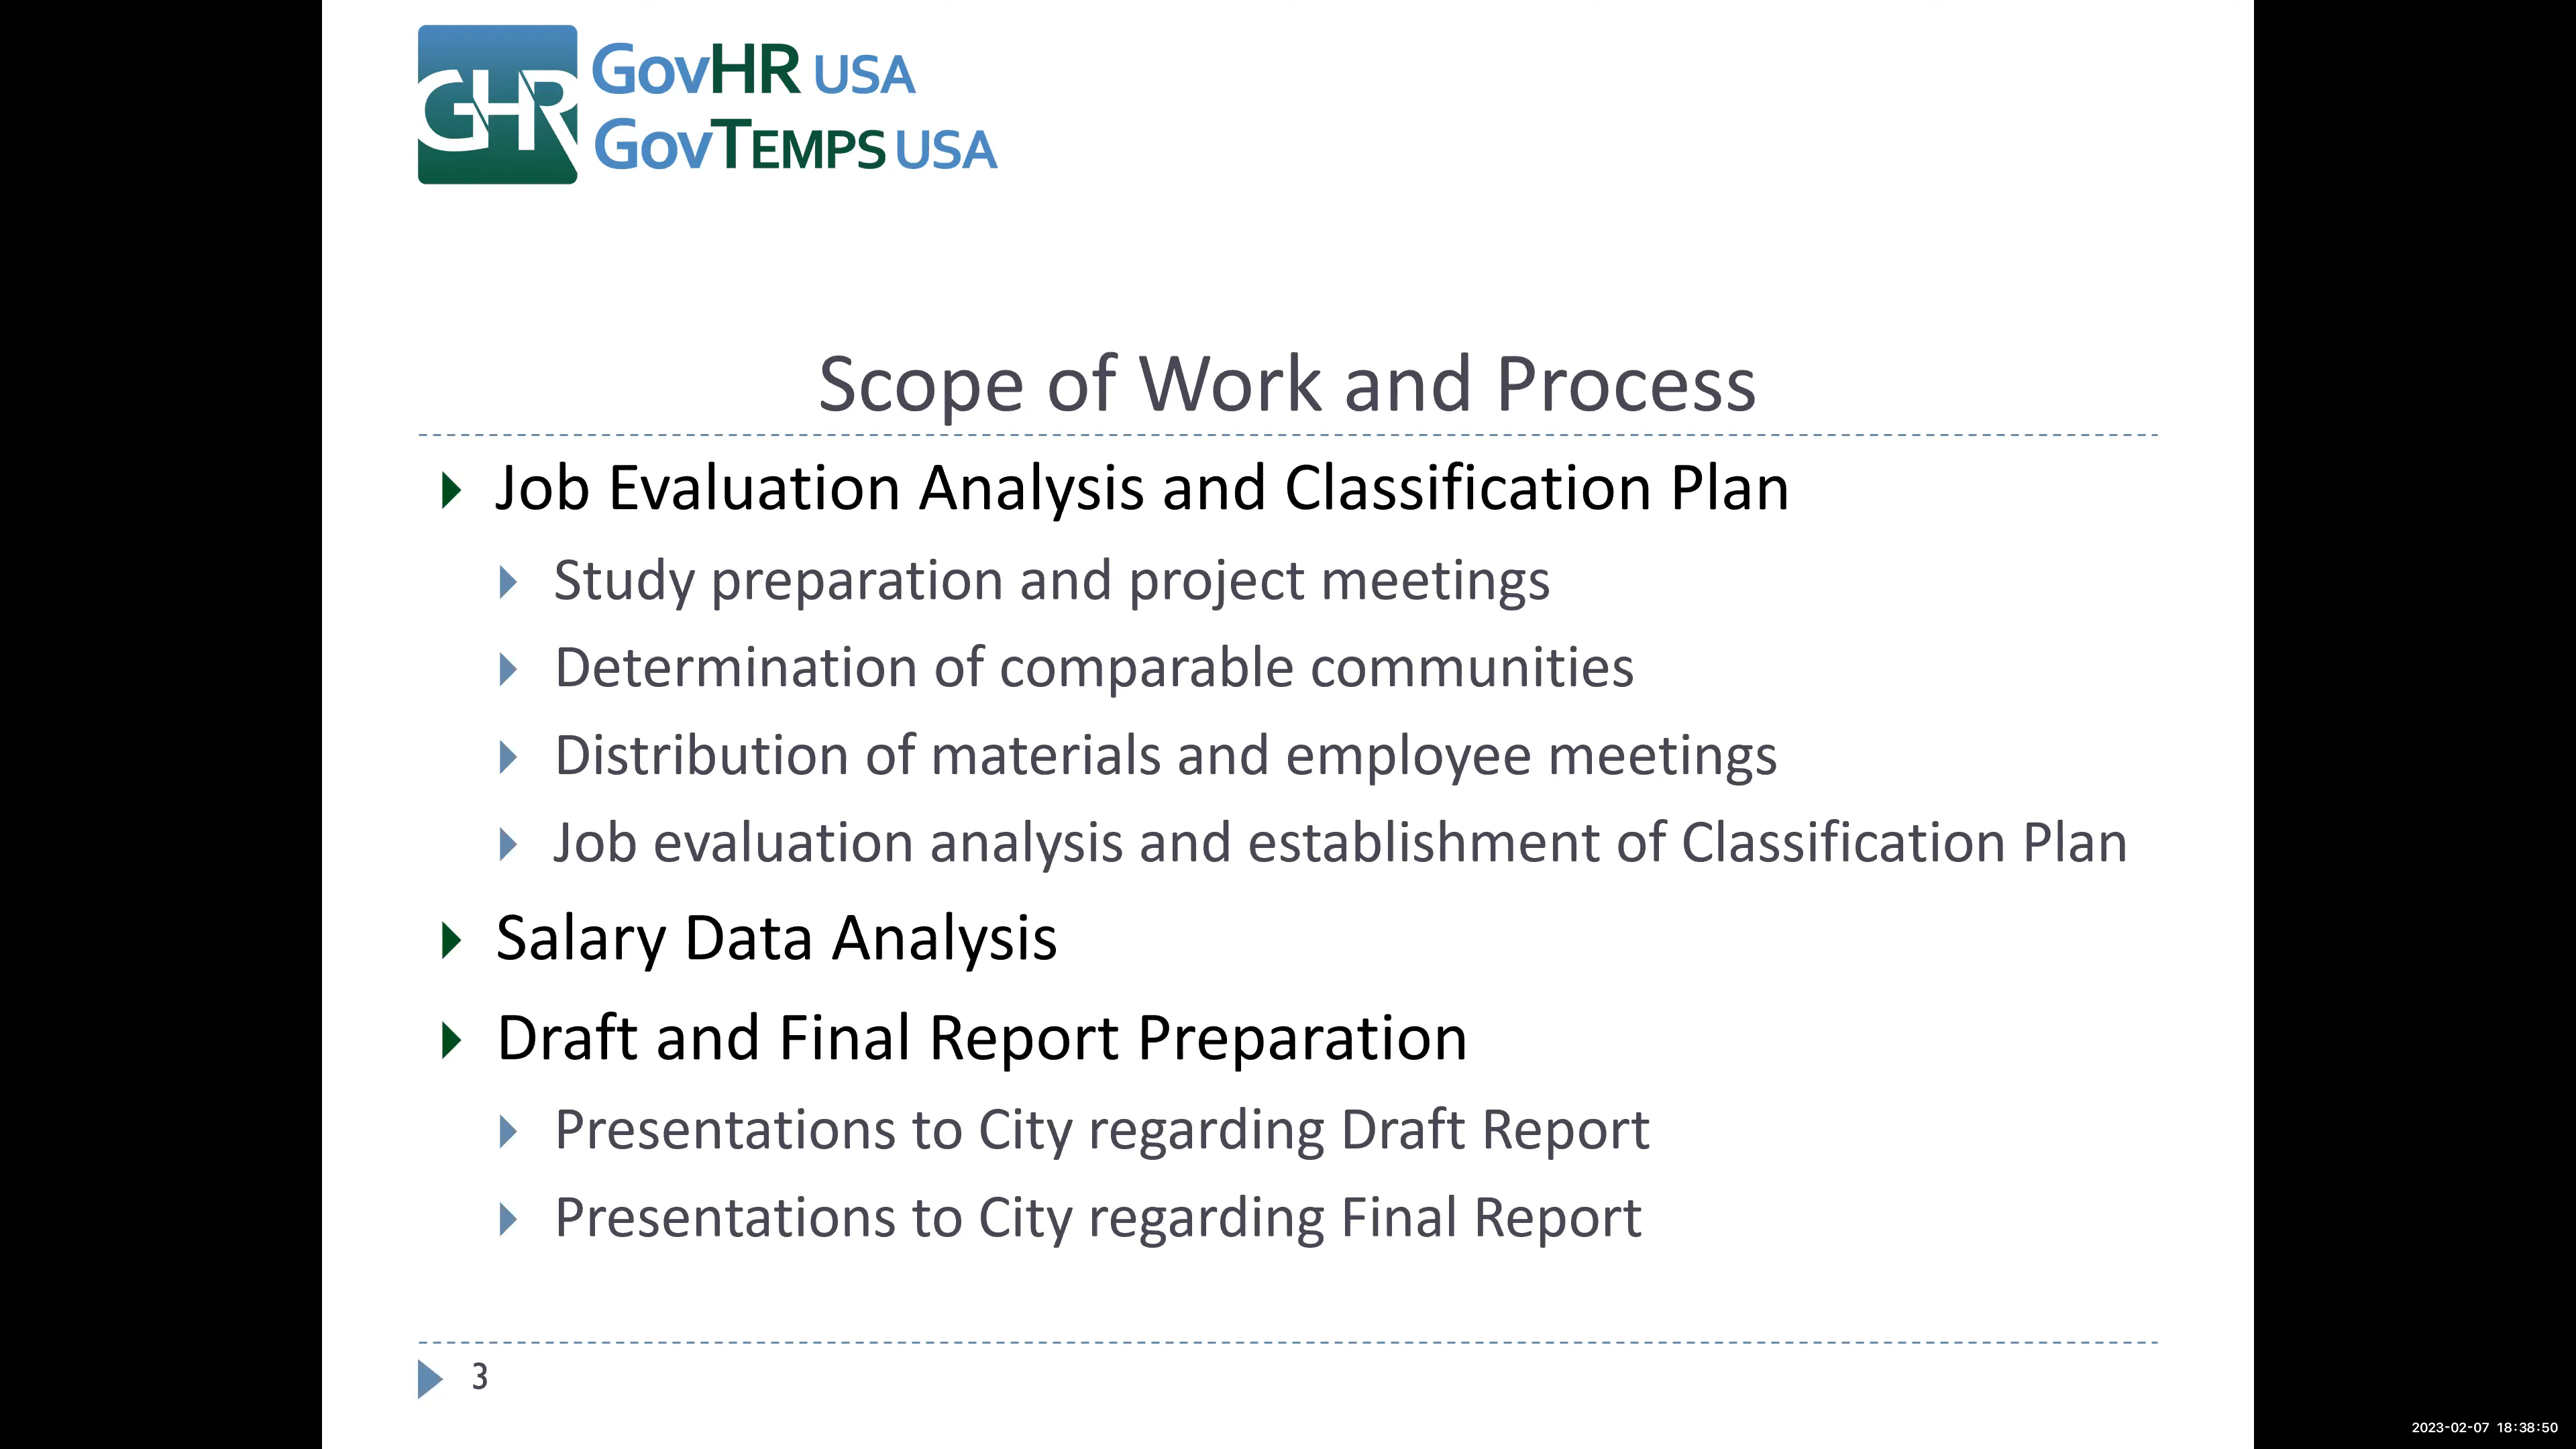 GHR
GovHR USA
GovTEMPS USA
Scope of Work and Process
Job Evaluation Analysis and Classification Plan
Study preparation and project meetings
Determination of comparable communities
Distribution of materials and employee meetings
Job evaluation analysis and establishment of Classification Plan
Salary Data Analysis
Draft and Final Report Preparation
Presentations to City regarding Draft Report
Presentations to City regarding Final Report
3
2023-02-07 18:38:50